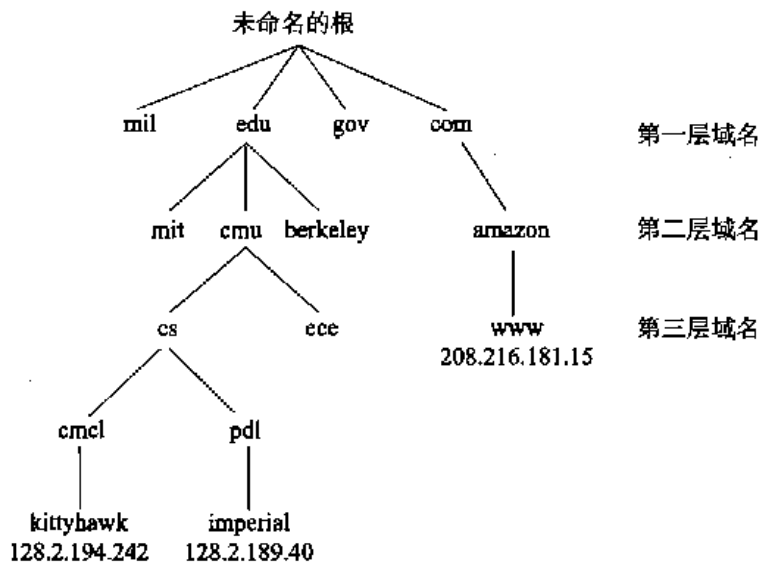 未命名的根
mil edu gov com 第一层域名
mit cmu berkeley amazon 第二层域名
cs ece www 第三层域名
208.216.181.15
cmcl pdl
kittyhawk imperial
128.2.194.242 128.2.189.40